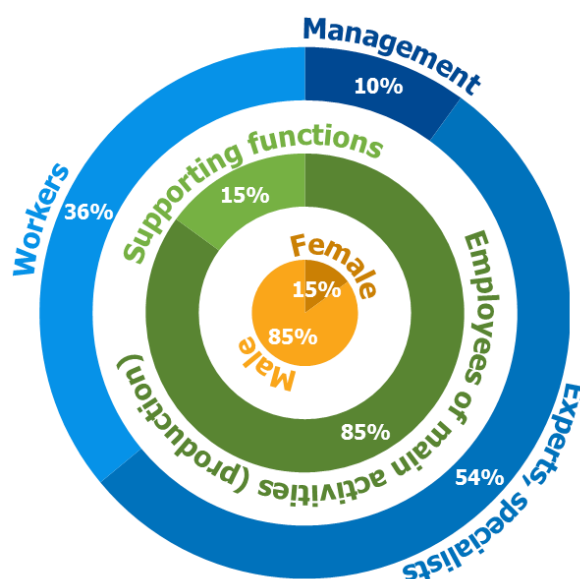 Management
10%
Supporting functions
15%
Workers
36%
Female
15%
85%
Male
Employees of main activities (production)
85%
54%
Experts, specialists